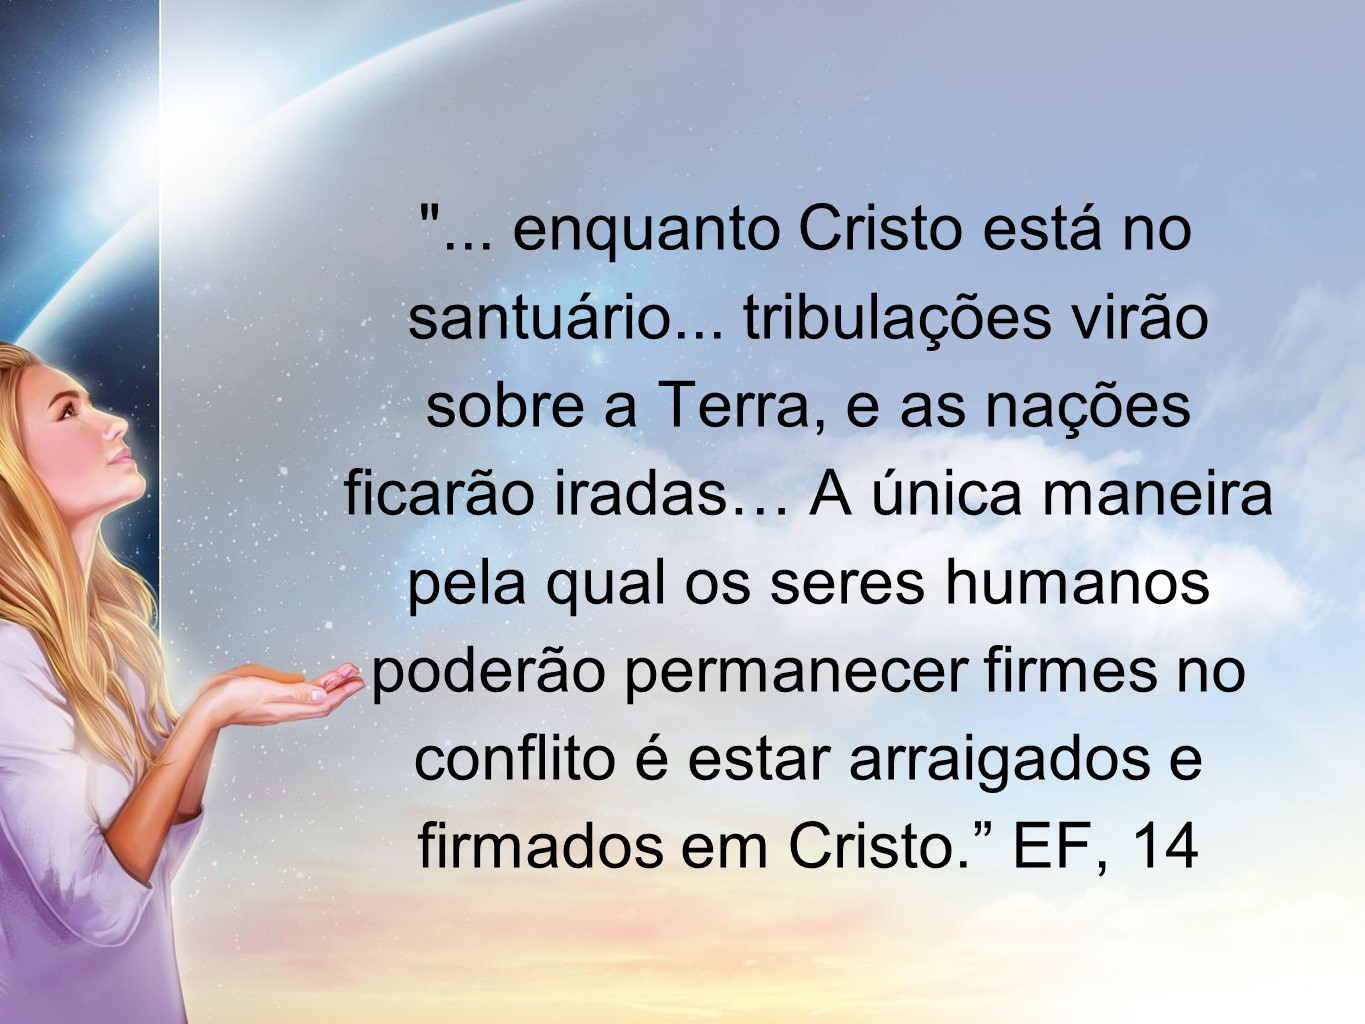 "... enquanto Cristo está no
santuário... tribulações virão
sobre a Terra, e as nações
ficarão iradas… A única maneira
pela qual os seres humanos
poderão permanecer firmes no
conflito é estar arraigados e
firmados em Cristo.” EF, 14